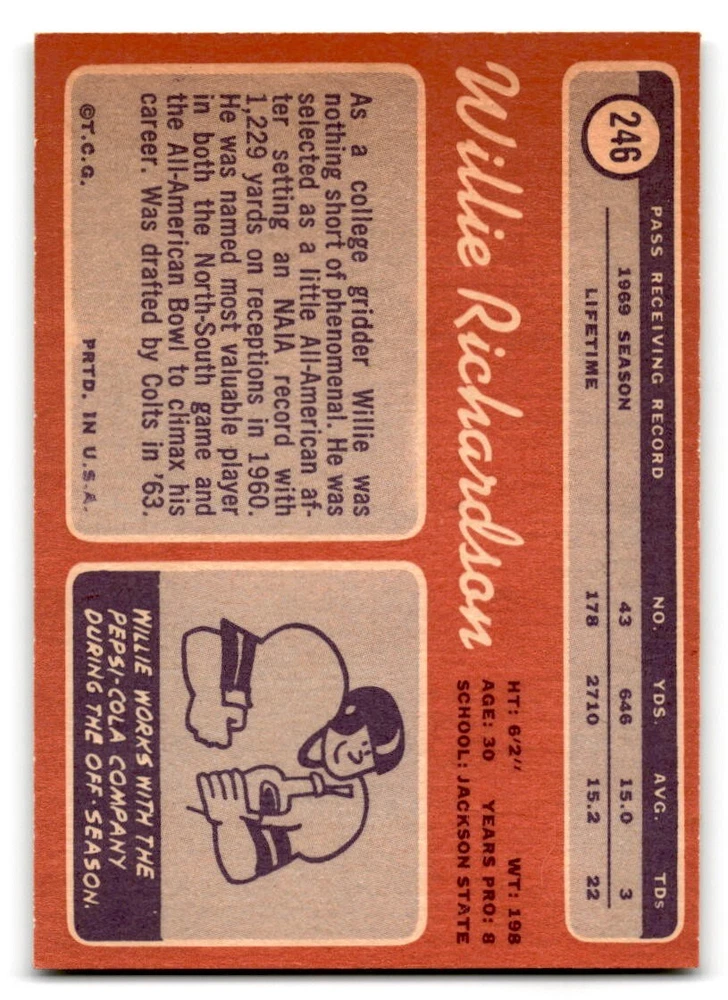 246
PASS RECEIVING RECORD NO. YDS. AVG. TDs
1969 SEASON 43 646 15.0 3
LIFETIME 178 2710 15.2 22
Willie Richardson
HT: 6/2" WT: 198
AGE: 30 YEARS PRO: 8
SCHOOL: JACKSON STATE
As a college gridder Willie was
nothing short of phenomenal. He was
selected as a little All-American af-
ter setting an NAIA record with
1,229 yards on receptions in 1960.
He was named most valuable player
in both the North-South game and
the All-American Bowl to climax his
career. Was drafted by Colts in '63.
©T.C.G. PRTD. IN U.S.A.
WILLIE WORKS WITH THE
PEPSI-COLA COMPANY
DURING THE OFF-SEASON.